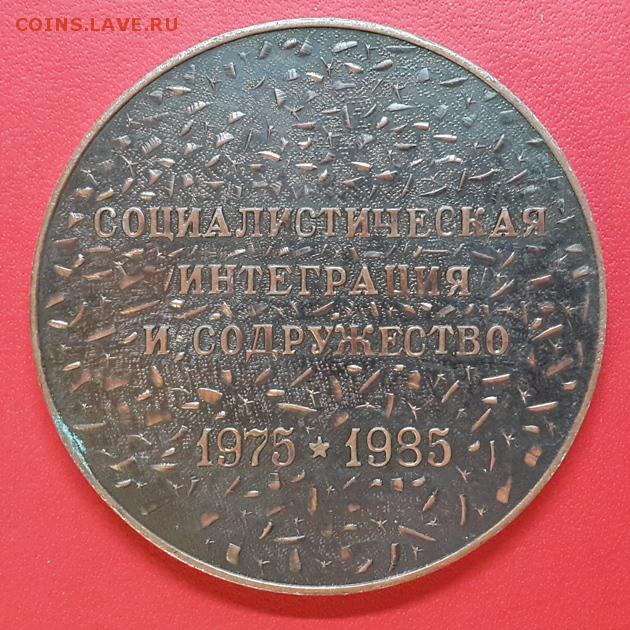 COINS.LAVE.RU
СОЦИАЛИСТИЧЕСКАЯ
ИНТЕГРАЦИЯ
И СОДРУЖЕСТВО
1975 ★ 1985